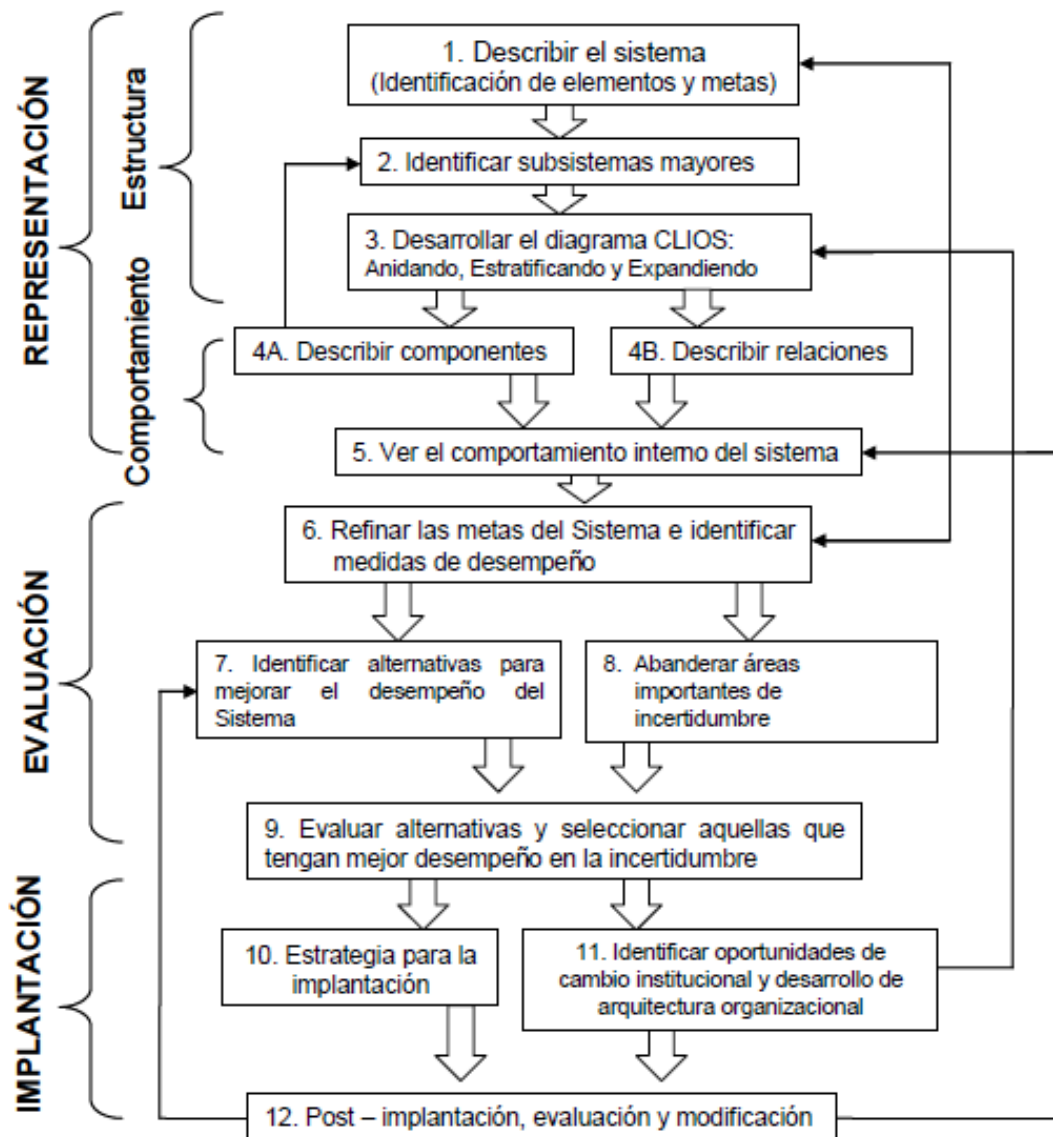 REPRESENTACIÓN
Estructura
Comportamiento
1. Describir el sistema
(Identificación de elementos y metas)
2. Identificar subsistemas mayores
3. Desarrollar el diagrama CLIOS:
Anidando, Estratificando y Expandiendo
4A. Describir componentes
4B. Describir relaciones
5. Ver el comportamiento interno del sistema
EVALUACIÓN
6. Refinar las metas del Sistema e identificar
medidas de desempeño
7. Identificar alternativas para
mejorar el desempeño del
Sistema
8. Abanderar áreas
importantes de
incertidumbre
9. Evaluar alternativas y seleccionar aquellas que
tengan mejor desempeño en la incertidumbre
IMPLANTACIÓN
10. Estrategia para la
implantación
11. Identificar oportunidades de
cambio institucional y desarrollo de
arquitectura organizacional
12. Post – implantación, evaluación y modificación